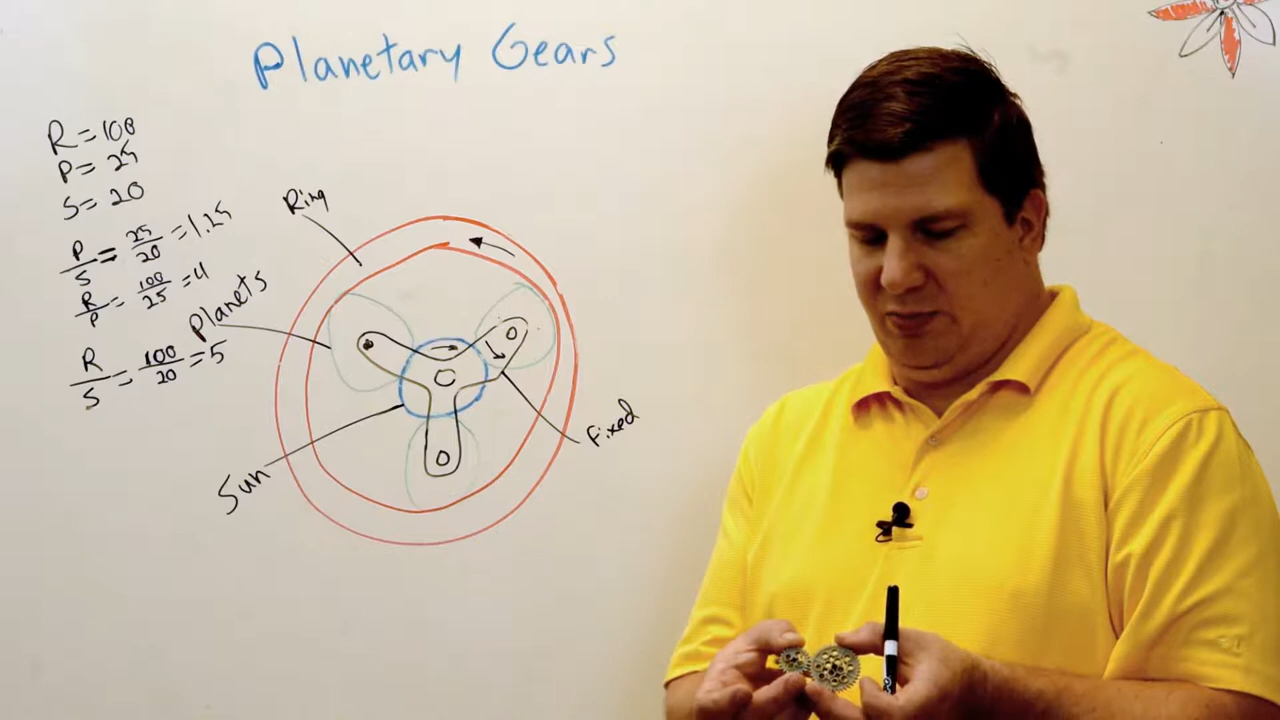 Planetary Gears
R=100
P=25
S=20
P/S = 25/20 = 1.25
R/P = 100/25 = 4
R/S = 100/20 = 5
Ring
Planets
Sun
Fixed